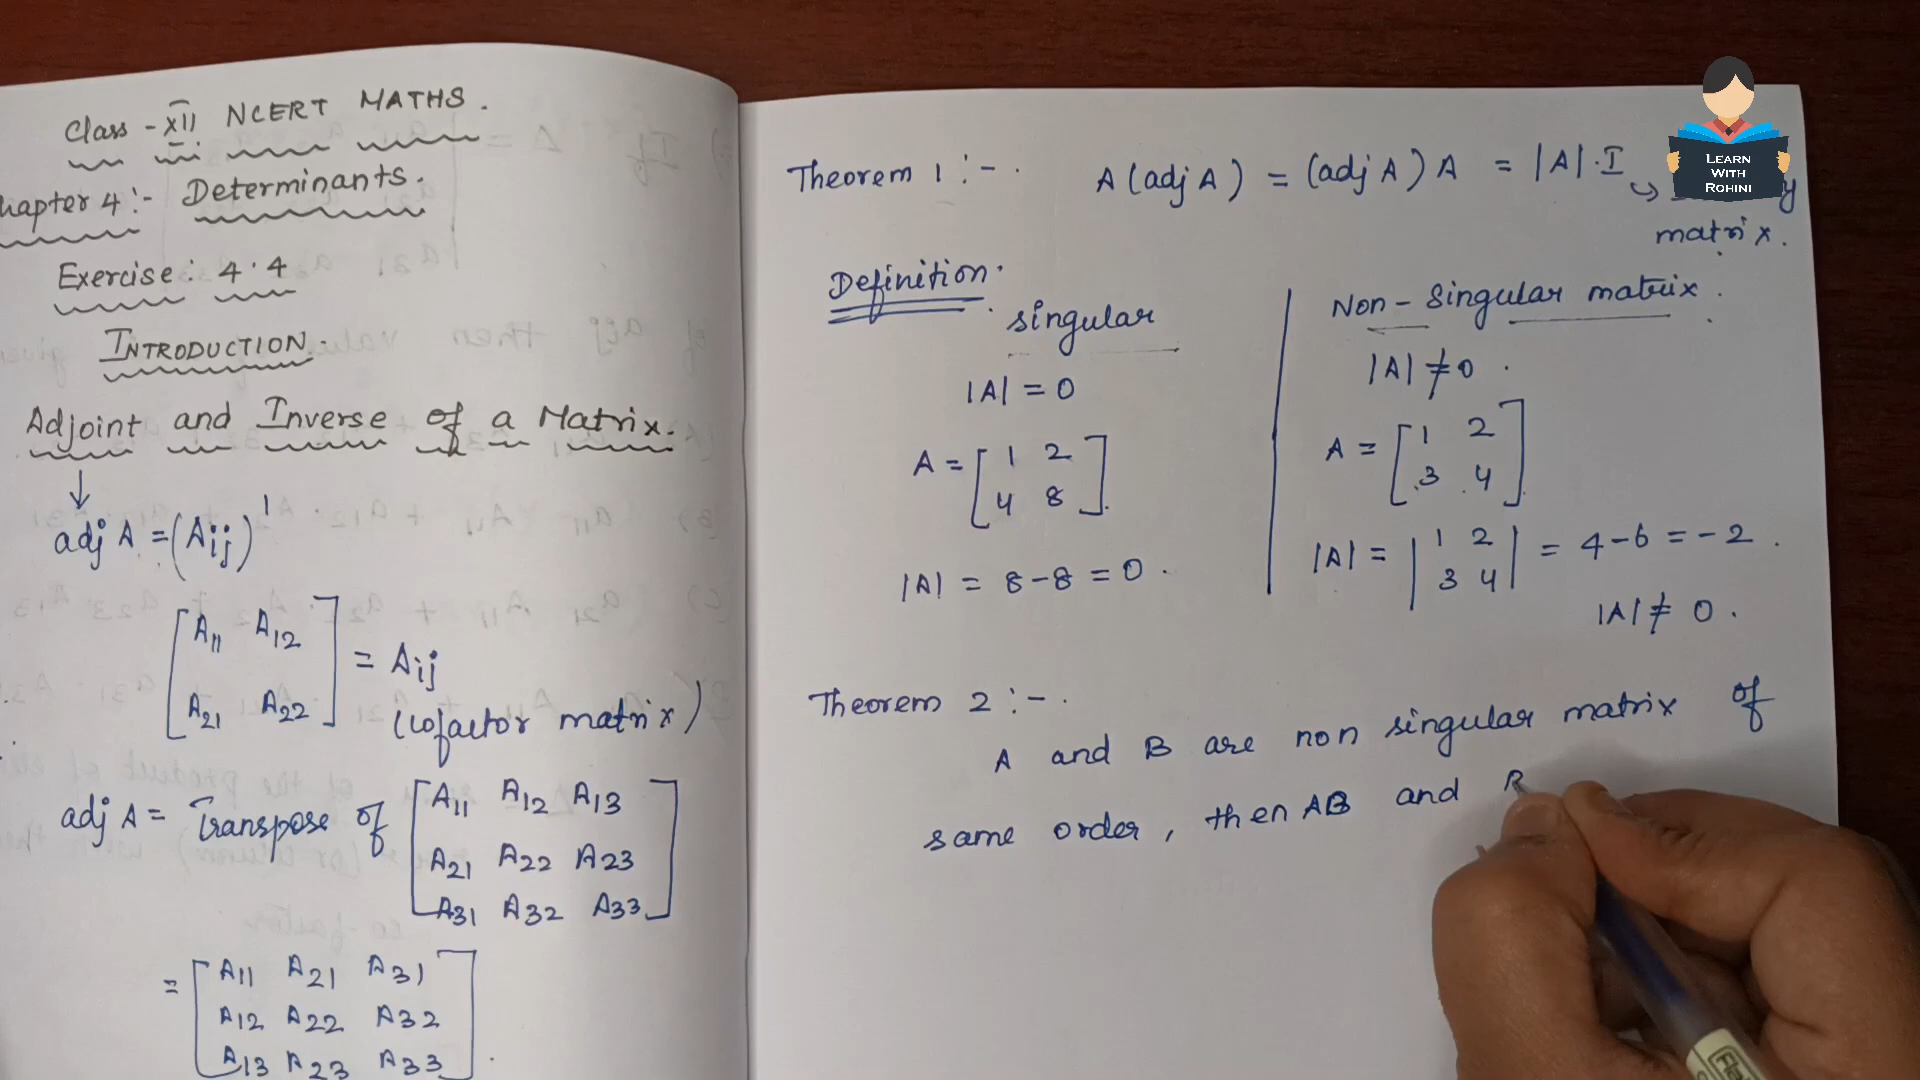 Class - XII NCERT MATHS.
Chapter 4 :- Determinants.
Exercise : 4.4
INTRODUCTION.
Adjoint and Inverse of a Matrix.
↓
adj A = (Aij)'
[A11 A12
A21 A22] = Aij
(cofactor matrix)
adj A = Transpose of [A11 A12 A13
A21 A22 A23
A31 A32 A33]
= [A11 A21 A31
A12 A22 A32
A13 A23 A33].
Theorem 1 :- A (adj A) = (adj A) A = |A|.I
matrix.
Definition.
singular
|A| = 0
A = [1 2
4 8]
|A| = 8-8 = 0.
Non-Singular matrix.
|A| ≠ 0.
A = [1 2
3 4]
|A| = |1 2
3 4| = 4-6 = -2.
|A| ≠ 0.
Theorem 2 :-
A and B are non singular matrix of
same order, then AB and B
LEARN
WITH
ROHINI